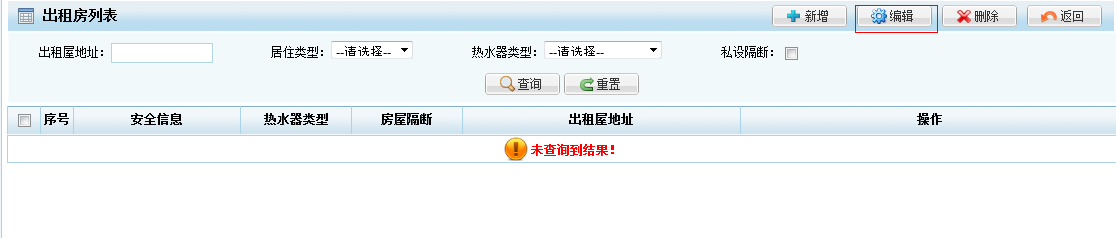 出租房列表 新增 编辑 删除 返回
出租屋地址： 居住类型： --请选择-- 热水器类型： --请选择-- 私设隔断：
查询 重置
序号 安全信息 热水器类型 房屋隔断 出租屋地址 操作
未查询到结果！